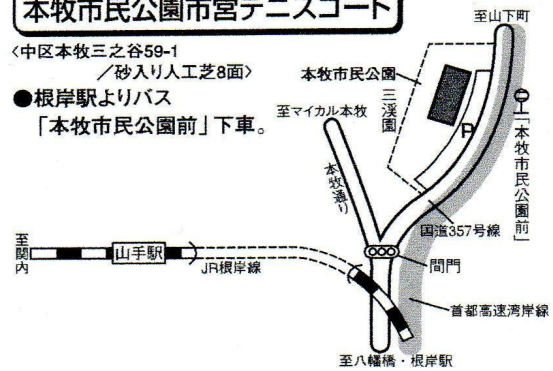 本牧市民公園市営テニスコート
〈中区本牧三之谷59-1
／砂入り人工芝8面〉
●根岸駅よりバス
「本牧市民公園前」下車。
至山下町
本牧市民公園
三渓園
P
「本牧市民公園前」
至マイカル本牧
本牧通り
国道357号線
至関内
山手駅
JR根岸線
間門
首都高速湾岸線
至八幡橋・根岸駅